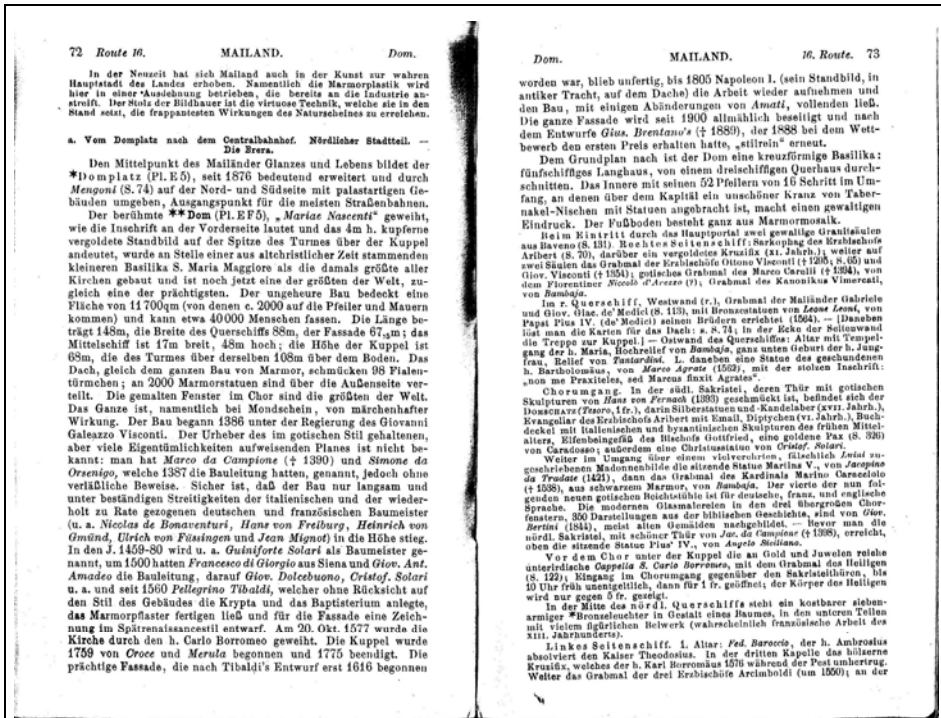 72 Route 16. MAILAND. Dom.
In der Neuzeit hat sich Mailand auch in der Kunst zur wahren
Hauptstadt des Landes erhoben. Namentlich die Marmorplastik wird
hier in einer Ausdehnung betrieben, die bereits an die Industrie an-
streift. Der Stolz der Bildhauer ist die virtuose Technik, welche sie in den
Stand setzt, die frappantesten Wirkungen des Naturscheines zu erreichen.
a. Vom Domplatz nach dem Centralbahnhof. Nördlicher Stadtteil. —
Die Brera.
Den Mittelpunkt des Mailänder Glanzes und Lebens bildet der
*Domplatz (Pl. E 5), seit 1876 bedeutend erweitert und durch
Mengoni (S. 74) auf der Nord- und Südseite mit palastartigen Ge-
bäuden umgeben, Ausgangspunkt für die meisten Straßenbahnen.
Der berühmte **Dom (Pl. E F 5), „Mariae Nascenti“ geweiht,
wie die Inschrift an der Vorderseite lautet und das 4m h. kupferne
vergoldete Standbild auf der Spitze des Turmes über der Kuppel
andeutet, wurde an Stelle einer aus altchristlicher Zeit stammenden
kleineren Basilika S. Maria Maggiore als die damals größte aller
Kirchen gebaut und ist noch jetzt eine der größten der Welt, zu-
gleich eine der prächtigsten. Der ungeheure Bau bedeckt eine
Fläche von 11 700qm (von denen c. 2000 auf die Pfeiler und Mauern
kommen) und kann etwa 40 000 Menschen fassen. Die Länge be-
trägt 148m, die Breite des Querschiffs 88m, der Fassade 67,5m; das
Mittelschiff ist 17m breit, 48m hoch; die Höhe der Kuppel ist
68m, die des Turmes über derselben 108m über dem Boden. Das
Dach, gleich dem ganzen Bau von Marmor, schmücken 98 Fialen-
türmchen; an 2000 Marmorstatuen sind über die Außenseite ver-
teilt. Die gemalten Fenster im Chor sind die größten der Welt.
Das Ganze ist, namentlich bei Mondschein, von märchenhafter
Wirkung. Der Bau begann 1386 unter der Regierung des Giovanni
Galeazzo Visconti. Der Urheber des im gotischen Stil gehaltenen,
aber viele Eigentümlichkeiten aufweisenden Planes ist nicht be-
kannt: man hat Marco da Campione († 1390) und Simone da
Orsenigo, welche 1387 die Bauleitung hatten, genannt, jedoch ohne
verläßliche Beweise. Sicher ist, daß der Bau nur langsam und
unter beständigen Streitigkeiten der italienischen und der wieder-
holt zu Rate gezogenen deutschen und französischen Baumeister
(u. a. Nicolas de Bonaventuri, Hans von Freiburg, Heinrich von
Gmünd, Ulrich von Füssingen und Jean Mignot) in die Höhe stieg.
In den J. 1459-80 wird u. a. Guiniforte Solari als Baumeister ge-
nannt, um 1500 hatten Francesco di Giorgio aus Siena und Giov. Ant.
Amadeo die Bauleitung, darauf Giov. Dolcebuono, Cristof. Solari
u. a. und seit 1560 Pellegrino Tibaldi, welcher ohne Rücksicht auf
den Stil des Gebäudes die Krypta und das Baptisterium anlegte,
das Marmorpflaster fertigen ließ und für die Fassade eine Zeich-
nung im Spätrenaissancestil entwarf. Am 20. Okt. 1577 wurde die
Kirche durch den h. Carlo Borromeo geweiht. Die Kuppel wurde
1759 von Croce und Merula begonnen und 1775 beendigt. Die
prächtige Fassade, die nach Tibaldi's Entwurf erst 1616 begonnen
Dom. MAILAND. 16. Route. 73
worden war, blieb unfertig, bis 1805 Napoleon I. (sein Standbild, in
antiker Tracht, auf dem Dache) die Arbeit wieder aufnehmen und
den Bau, mit einigen Abänderungen von Amati, vollenden ließ.
Die ganze Fassade wird seit 1900 allmählich beseitigt und nach
dem Entwurfe Gius. Brentano's († 1889), der 1888 bei dem Wett-
bewerb den ersten Preis erhalten hatte, „stilrein“ erneut.
Dem Grundplan nach ist der Dom eine kreuzförmige Basilika:
fünfschiffiges Langhaus, von einem dreischiffigen Querhaus durch-
schnitten. Das Innere mit seinen 52 Pfeilern von 16 Schritt im Um-
fang, an denen über dem Kapitäl ein unschöner Kranz von Taber-
nakel-Nischen mit Statuen angebracht ist, macht einen gewaltigen
Eindruck. Der Fußboden besteht ganz aus Marmormosaik.
Beim Eintritt durch das Hauptportal zwei gewaltige Granitsäulen
aus Baveno (S. 131). Rechtes Seitenschiff: Sarkophag des Erzbischofs
Aribert (S. 70), darüber ein vergoldetes Kruzifix (XI. Jahrh.); weiter auf
zwei Säulen das Grabmal der Erzbischöfe Ottono Visconti († 1295; S. 65) und
Giov. Visconti († 1354); gotisches Grabmal des Marco Carelli († 1394), von
dem Florentiner Niccolò d'Arezzo (?); Grabmal des Kanonikus Vimercati,
von Bambaja.
Im r. Querschiff, Westwand (r.), Grabmal der Mailänder Gabriele
und Giov. Giac. de' Medici (S. 113), mit Bronzestatuen von Leone Leoni, von
Papst Pius IV. (de' Medici) seinen Brüdern errichtet (1564). — [Daneben
löst man die Karten für das Dach: s. S. 74; in der Ecke der Seitenwand
die Treppe zur Kuppel.] — Ostwand des Querschiffes: Altar mit Tempel-
gang der h. Maria, Hochrelief von Bambaja, ganz unten Geburt der h. Jung-
frau, Relief von Tantardini. L. daneben eine Statue des geschundenen
h. Bartholomäus, von Marco Agrate (1562), mit der stolzen Inschrift:
„non me Praxiteles, sed Marcus finxit Agrates“.
Chorumgang. In der südl. Sakristei, deren Thür mit gotischen
Skulpturen von Hans von Fernach (1393) geschmückt ist, befindet sich der
DOMSCHATZ (Tesoro, 1 fr.), darin Silberstatuen und -Kandelaber (XVII. Jahrh.),
Evangeliar des Erzbischofs Aribert mit Email, Diptychen (VI. Jahrh.), Buch-
deckel mit italienischen und byzantinischen Skulpturen des frühen Mittel-
alters, Elfenbeingefäß des Bischofs Gottfried, eine goldene Pax (S. 326)
von Caradosso; außerdem eine Christusstatue von Cristof. Solari.
Weiter im Umgang über einem vielverehrten, fälschlich Luini zu-
geschriebenen Madonnenbilde die sitzende Statue Martins V., von Jacopino
da Tradate (1421), dann das Grabmal des Kardinals Marino Caracciolo
(† 1538), aus schwarzem Marmor, von Bambaja. Der vierte der nun fol-
genden neuen gotischen Beichtstühle ist für deutsche, franz. und englische
Sprache. Die modernen Glasmalereien in den drei übergroßen Chor-
fenstern, 350 Darstellungen aus der biblischen Geschichte, sind von Giov.
Bertini (1844), meist alten Gemälden nachgebildet. — Bevor man die
nördl. Sakristei, mit schöner Thür von Jac. da Campione († 1398), erreicht,
oben die sitzende Statue Pius' IV., von Angelo Siciliano.
Vor dem Chor unter der Kuppel die an Gold und Juwelen reiche
unterirdische Cappella S. Carlo Borromeo, mit dem Grabmal des Heiligen
(S. 122); Eingang im Chorumgang gegenüber den Sakristeithüren, bis
10 Uhr früh unentgeltlich, dann für 1 fr. geöffnet; der Körper des Heiligen
wird nur gegen 5 fr. gezeigt.
In der Mitte des nördl. Querschiffs steht ein kostbarer sieben-
armiger *Bronzeleuchter in Gestalt eines Baumes, in den unteren Teilen
mit vielem figürlichen Beiwerk (wahrscheinlich französische Arbeit des
XIII. Jahrhunderts).
Linkes Seitenschiff. 1. Altar: Fed. Baroccio, der h. Ambrosius
absolviert den Kaiser Theodosius. In der dritten Kapelle das hölzerne
Kruzifix, welches der h. Karl Borromäus 1576 während der Pest umhertrug.
Weiter das Grabmal der drei Erzbischöfe Arcimboldi (um 1550); an der